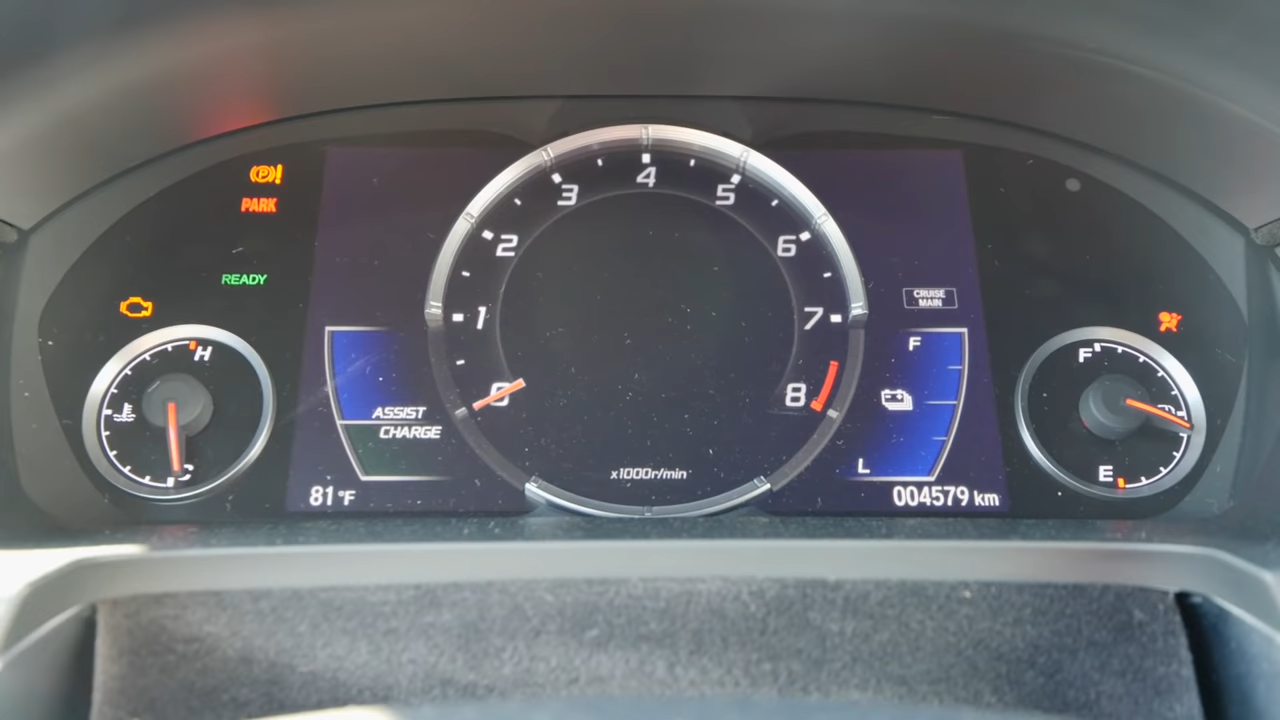 (P)!
PARK
READY
H
C
ASSIST
CHARGE
81°F
0
1
2
3
4
5
6
7
8
x1000r/min
CRUISE
MAIN
F
L
004579 km
F
E